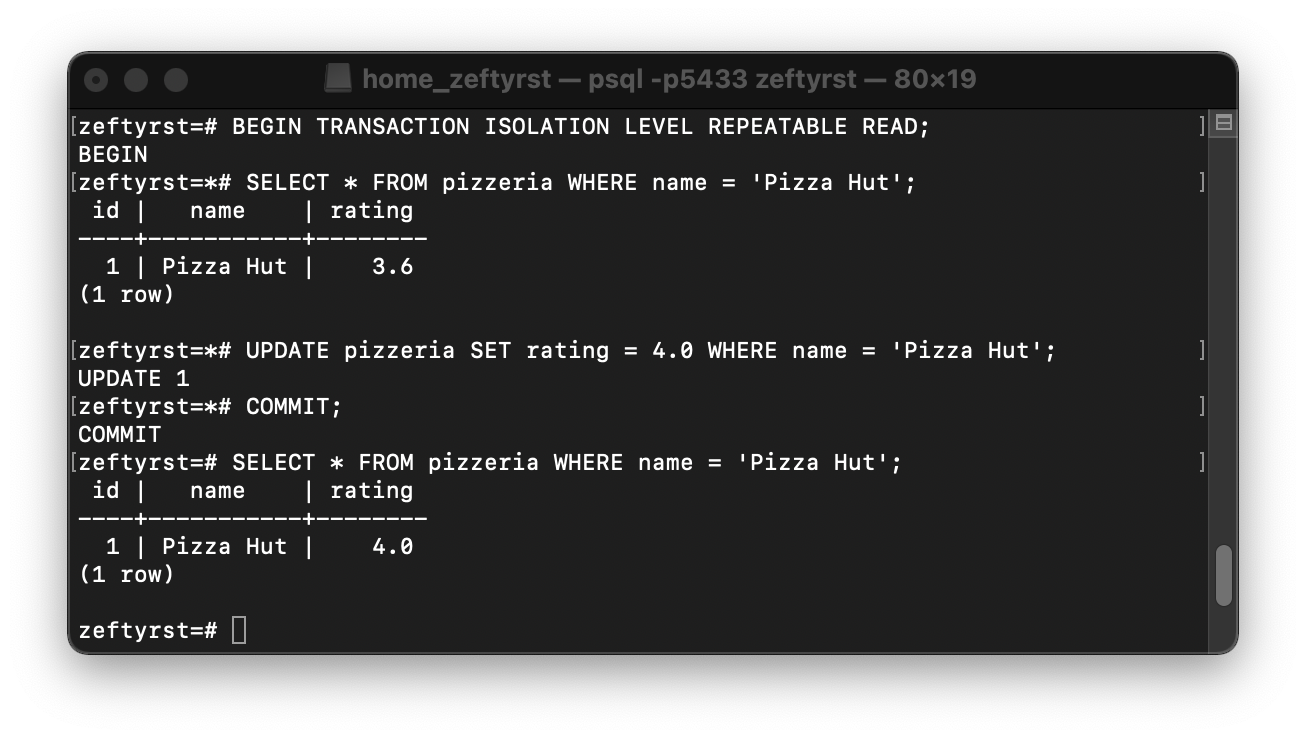 home_zeftyrst — psql -p5433 zeftyrst — 80×19
[zeftyrst=# BEGIN TRANSACTION ISOLATION LEVEL REPEATABLE READ; ]
BEGIN
[zeftyrst=*# SELECT * FROM pizzeria WHERE name = 'Pizza Hut'; ]
 id |   name    | rating
----+-----------+--------
  1 | Pizza Hut |    3.6
(1 row)

[zeftyrst=*# UPDATE pizzeria SET rating = 4.0 WHERE name = 'Pizza Hut'; ]
UPDATE 1
[zeftyrst=*# COMMIT; ]
COMMIT
[zeftyrst=# SELECT * FROM pizzeria WHERE name = 'Pizza Hut'; ]
 id |   name    | rating
----+-----------+--------
  1 | Pizza Hut |    4.0
(1 row)

zeftyrst=#